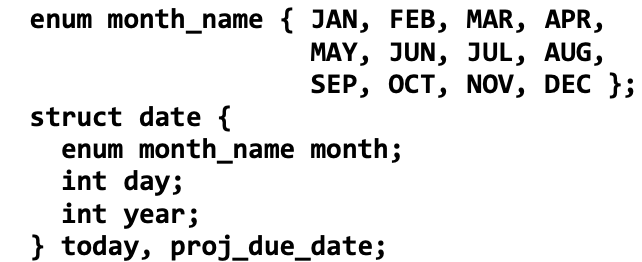 enum month_name { JAN, FEB, MAR, APR,
                  MAY, JUN, JUL, AUG,
                  SEP, OCT, NOV, DEC };
struct date {
  enum month_name month;
  int day;
  int year;
} today, proj_due_date;